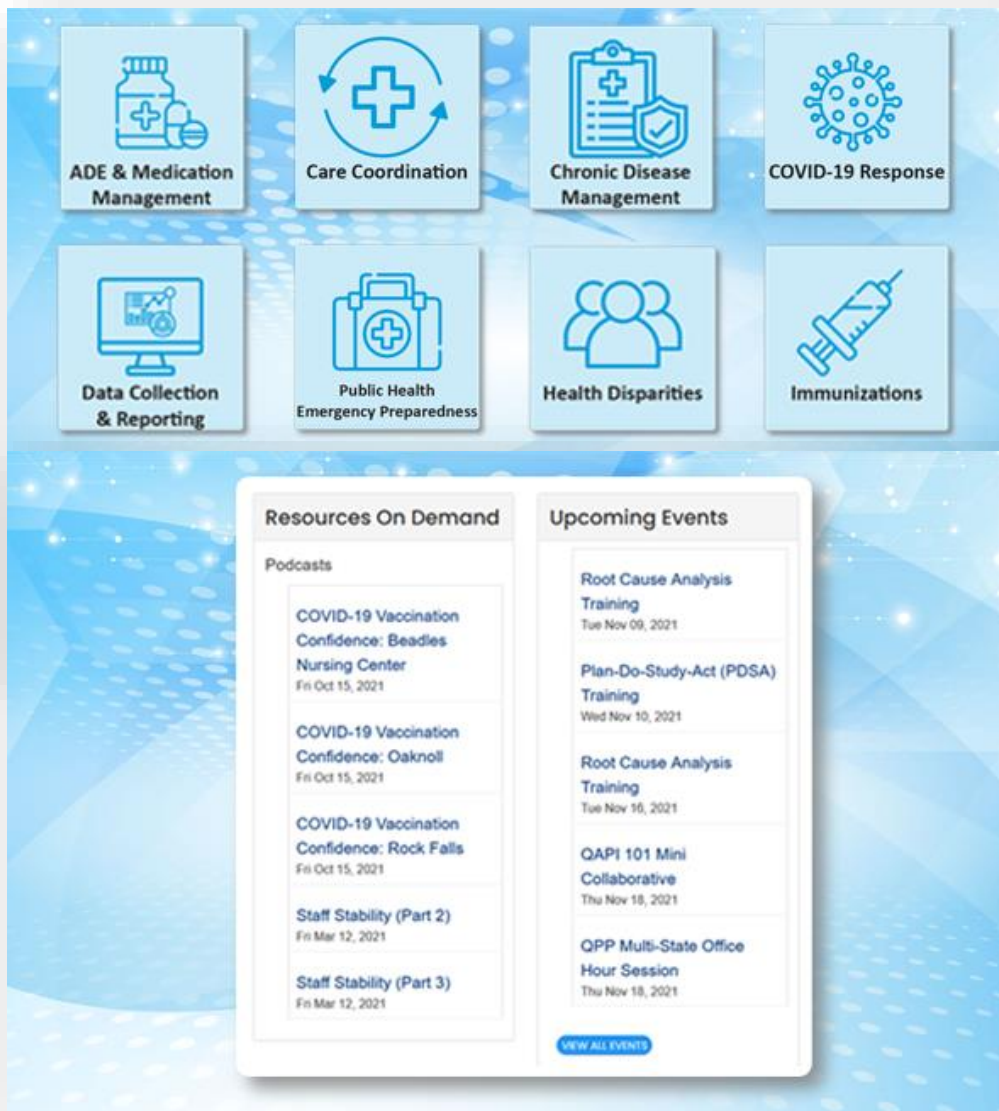 ADE & Medication
Management
Care Coordination
Chronic Disease
Management
COVID-19 Response
Data Collection
& Reporting
Public Health
Emergency Preparedness
Health Disparities
Immunizations
Resources On Demand
Podcasts
COVID-19 Vaccination
Confidence: Beadles
Nursing Center
Fri Oct 15, 2021
COVID-19 Vaccination
Confidence: Oaknoll
Fri Oct 15, 2021
COVID-19 Vaccination
Confidence: Rock Falls
Fri Oct 15, 2021
Staff Stability (Part 2)
Fri Mar 12, 2021
Staff Stability (Part 3)
Fri Mar 12, 2021
Upcoming Events
Root Cause Analysis
Training
Tue Nov 09, 2021
Plan-Do-Study-Act (PDSA)
Training
Wed Nov 10, 2021
Root Cause Analysis
Training
Tue Nov 16, 2021
QAPI 101 Mini
Collaborative
Thu Nov 18, 2021
QPP Multi-State Office
Hour Session
Thu Nov 18, 2021
VIEW ALL EVENTS